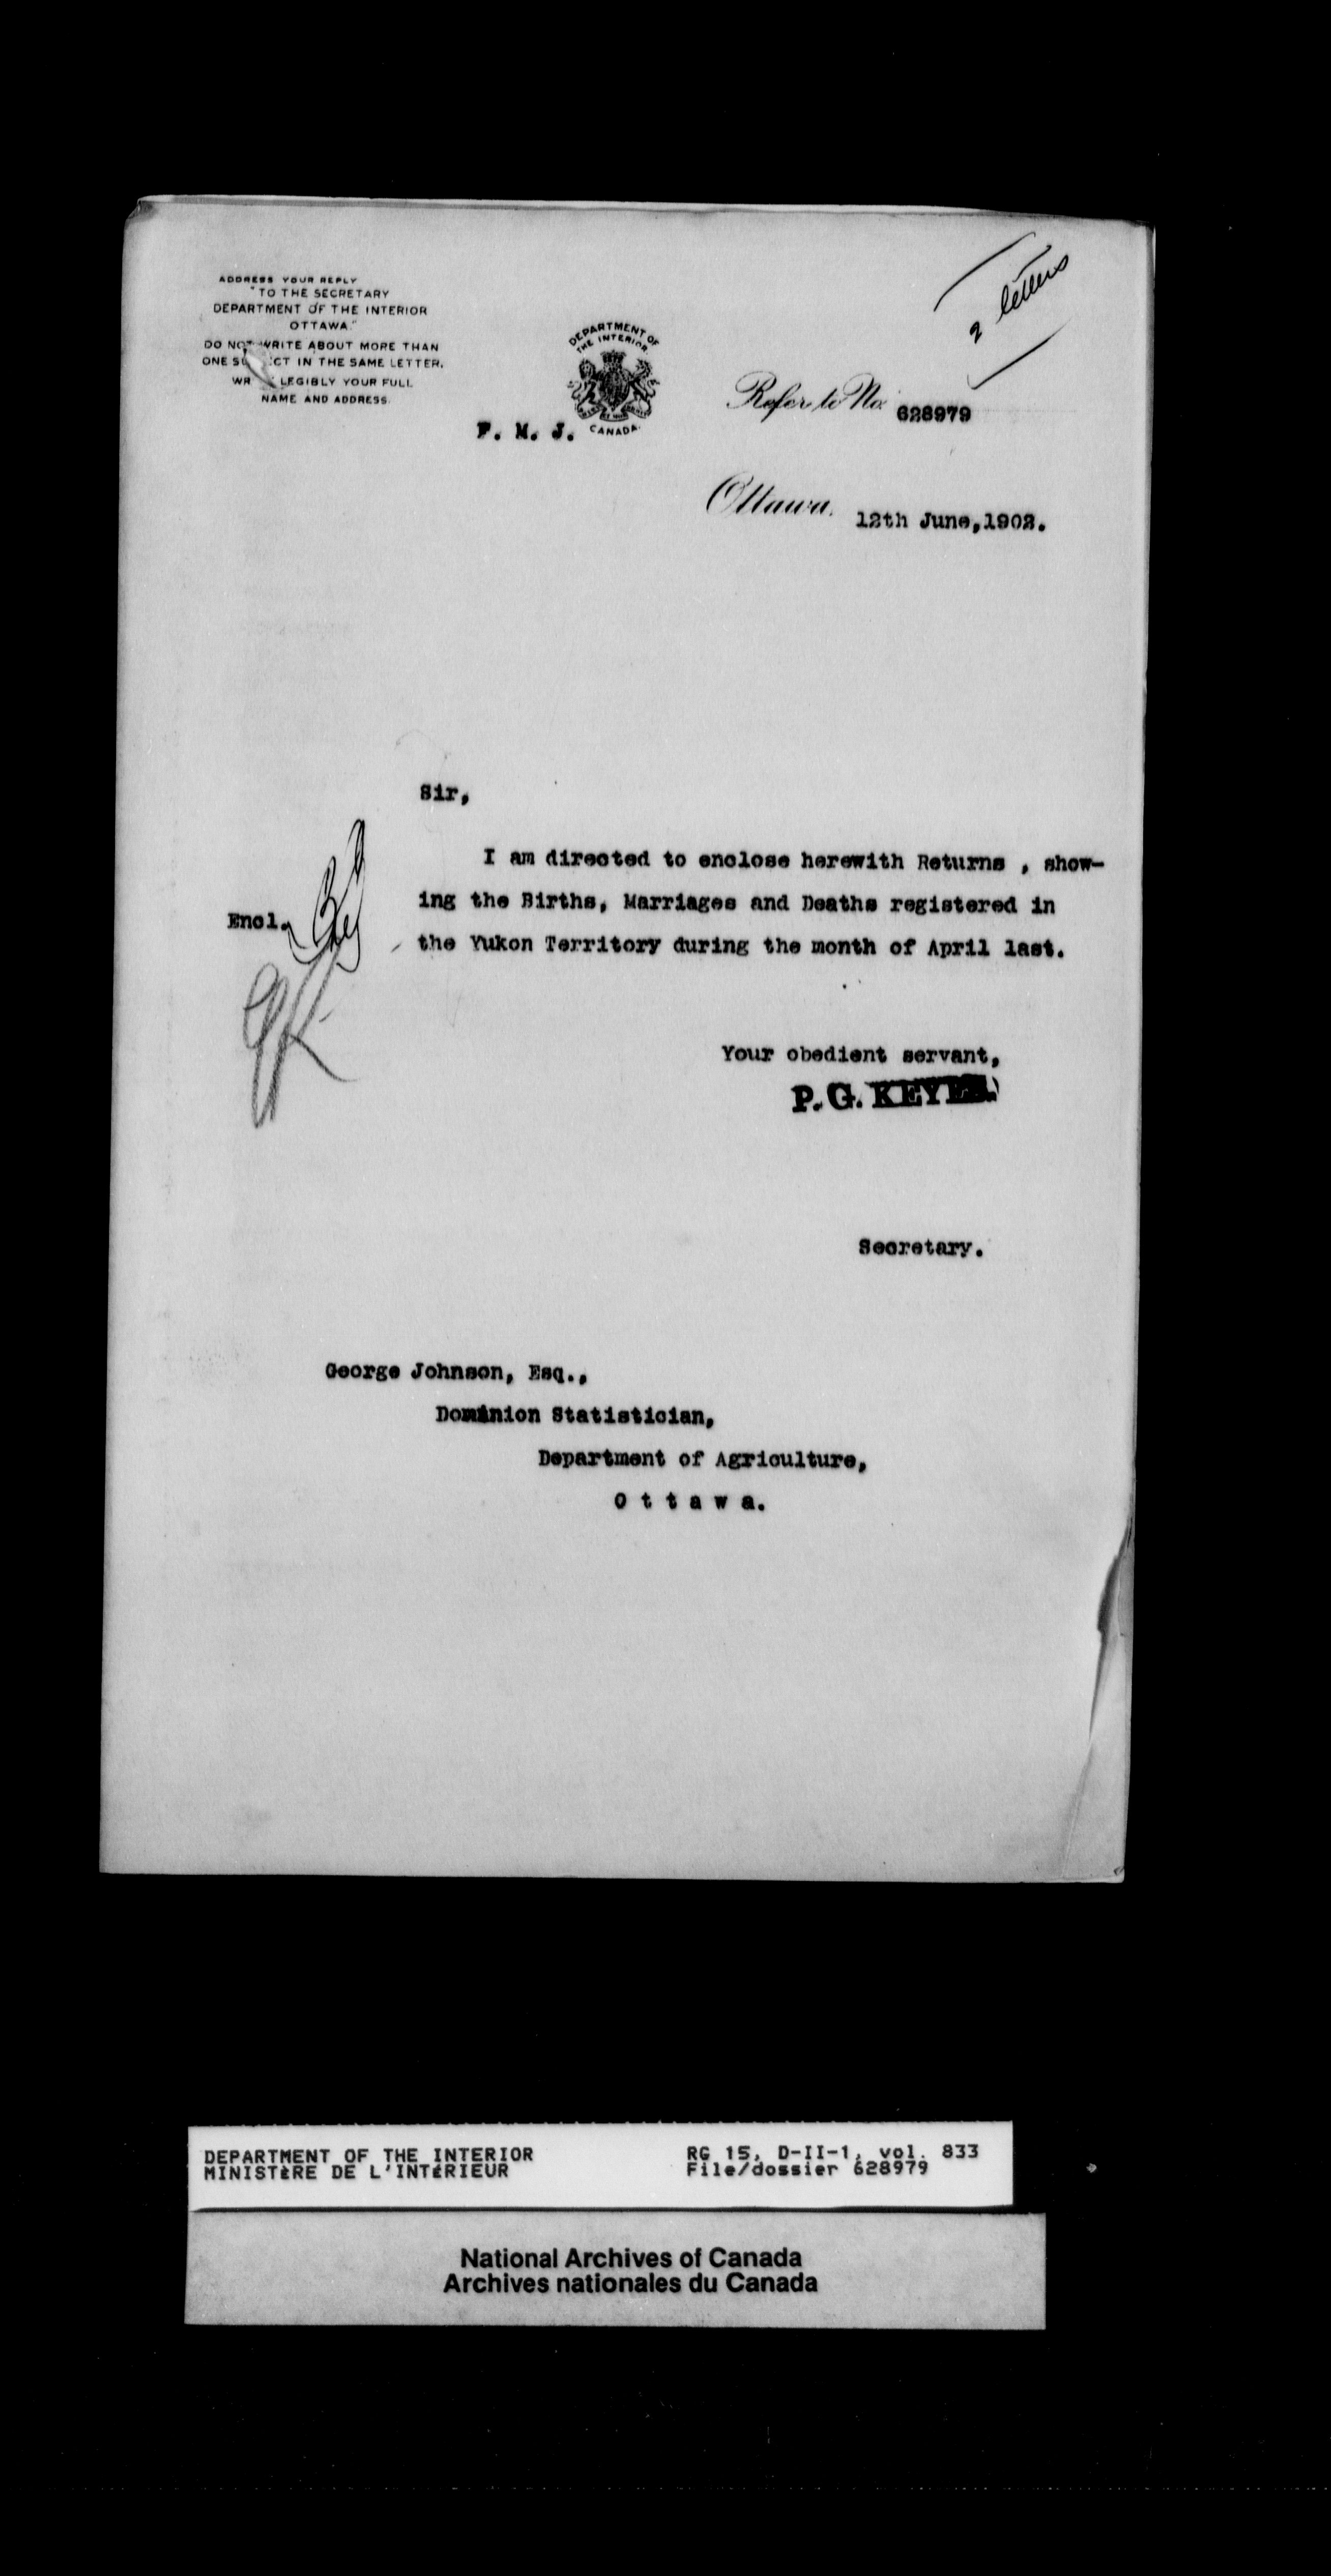 2 letters
ADDRESS YOUR REPLY
"TO THE SECRETARY
DEPARTMENT OF THE INTERIOR
OTTAWA."
DO NOT WRITE ABOUT MORE THAN
ONE SUBJECT IN THE SAME LETTER.
WRITE LEGIBLY YOUR FULL
NAME AND ADDRESS.
DEPARTMENT OF
THE INTERIOR
CANADA.
F. M. J.
Refer to No. 628979
Ottawa, 12th June,1902.
Sir,
I am directed to enclose herewith Returns , show-
ing the Births, Marriages and Deaths registered in
Encl.
the Yukon Territory during the month of April last.
Your obedient servant,
P. G. KEYES.
Secretary.
George Johnson, Esq.,
Dominion Statistician,
Department of Agriculture,
O t t a w a.
DEPARTMENT OF THE INTERIOR RG 15, D-II-1, vol. 833
MINISTÈRE DE L'INTÉRIEUR File/dossier 628979
National Archives of Canada
Archives nationales du Canada